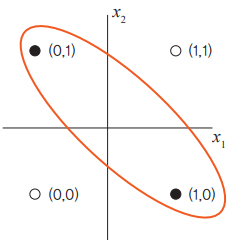 x₂
(0,1) (1,1)
x₁
(0,0) (1,0)